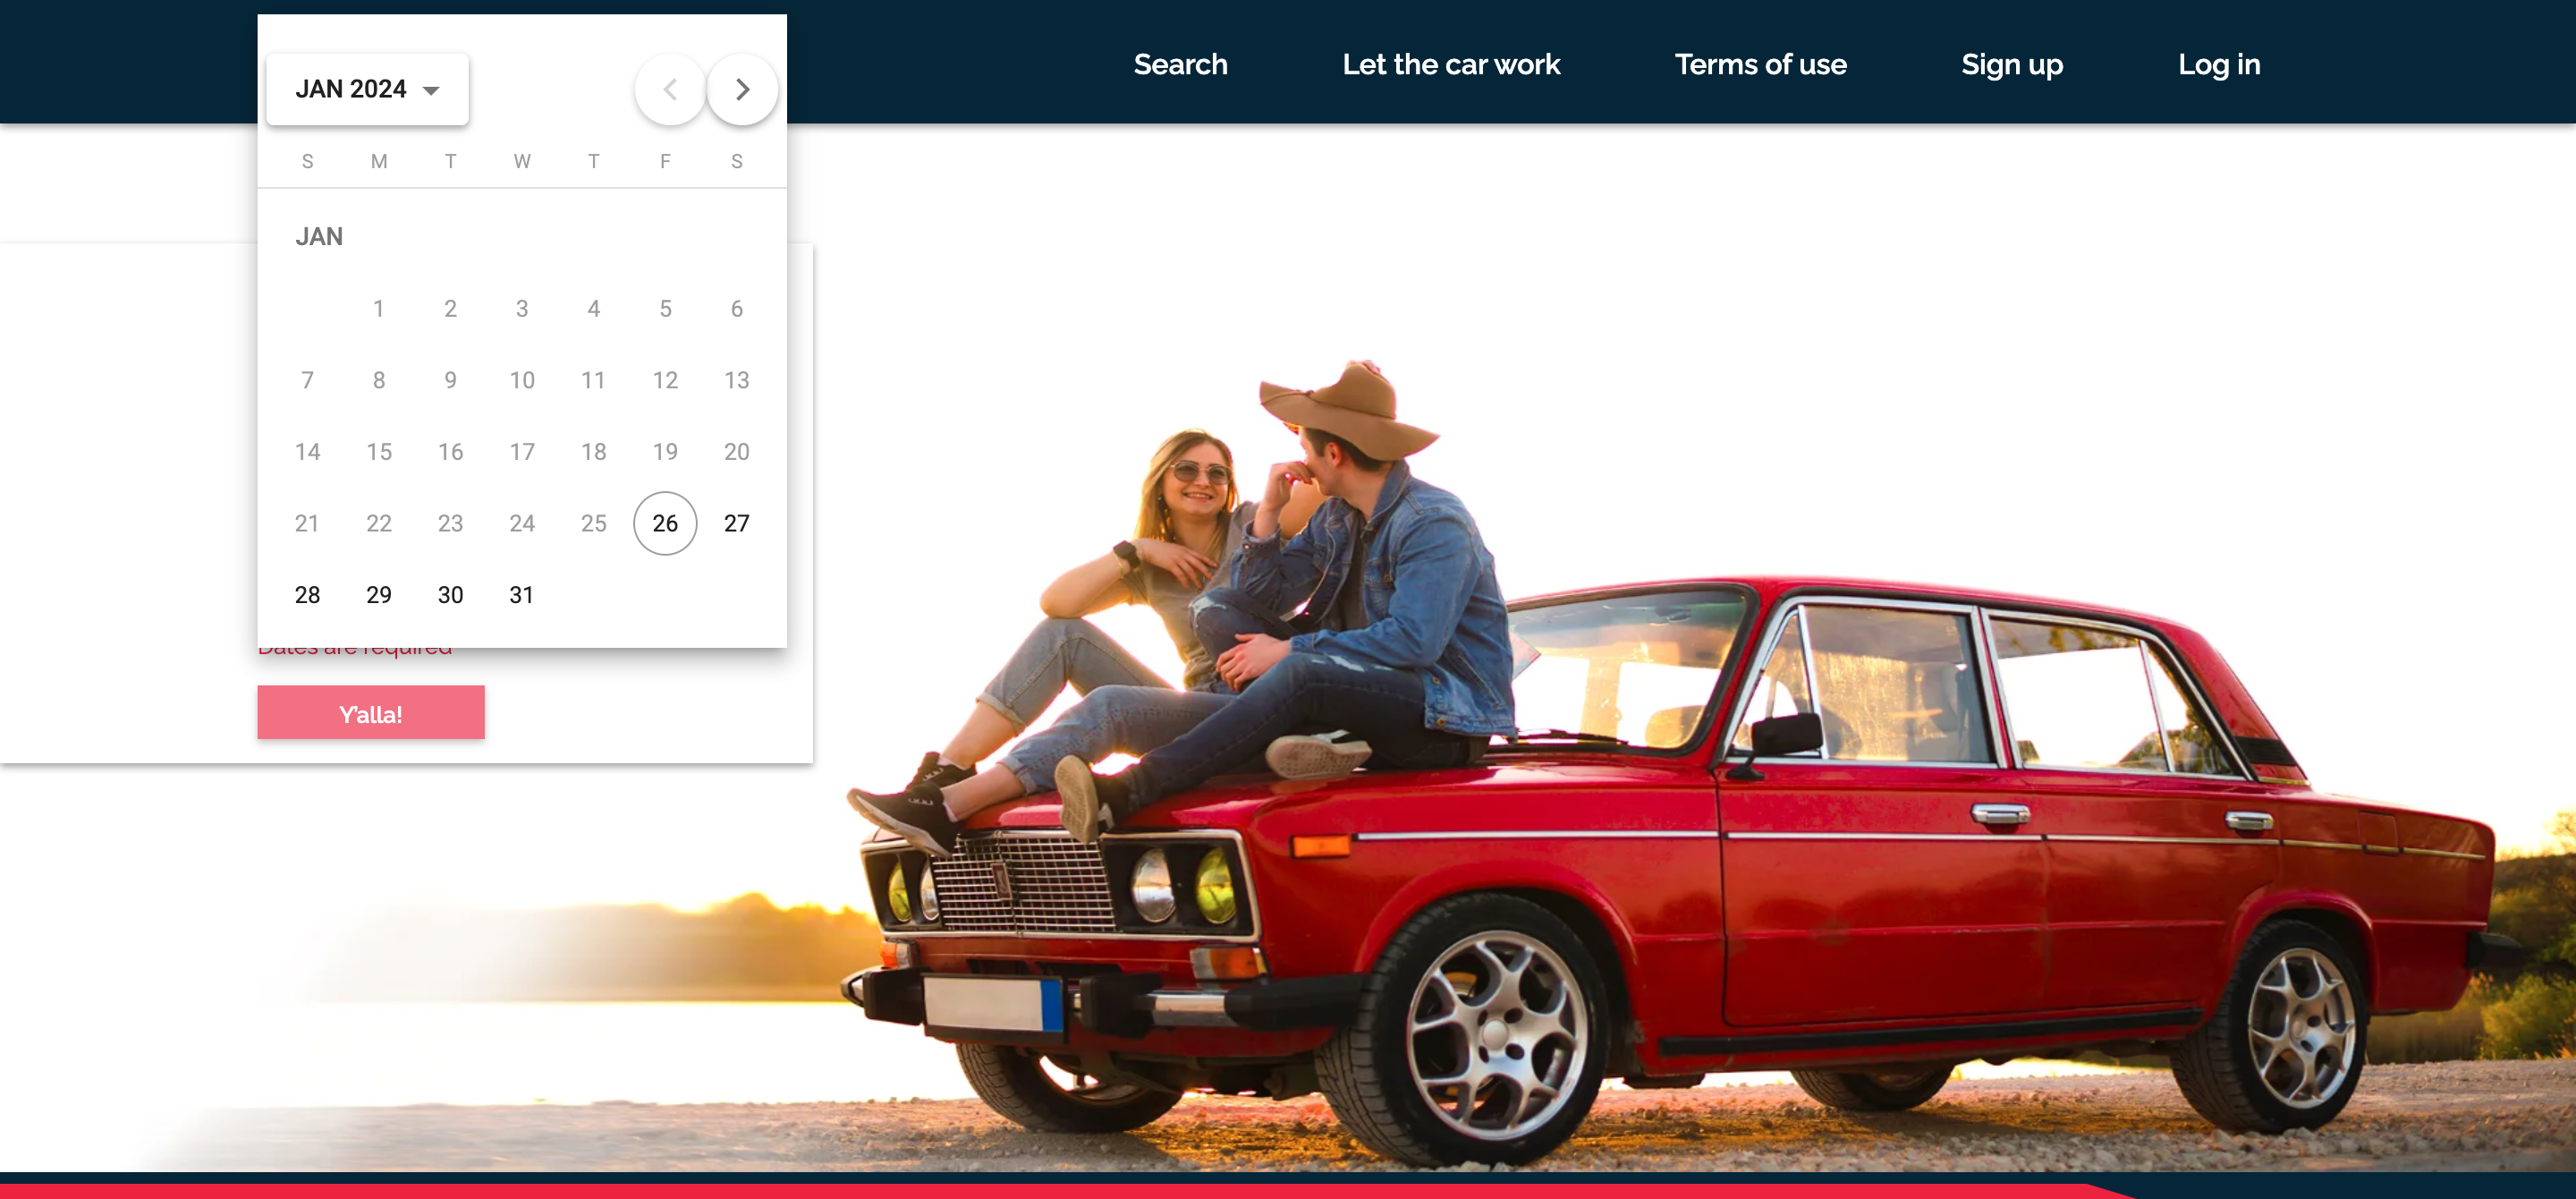 Search Let the car work Terms of use Sign up Log in
JAN 2024
S M T W T F S
JAN
1 2 3 4 5 6
7 8 9 10 11 12 13
14 15 16 17 18 19 20
21 22 23 24 25 26 27
28 29 30 31
Dates are required
Y'alla!